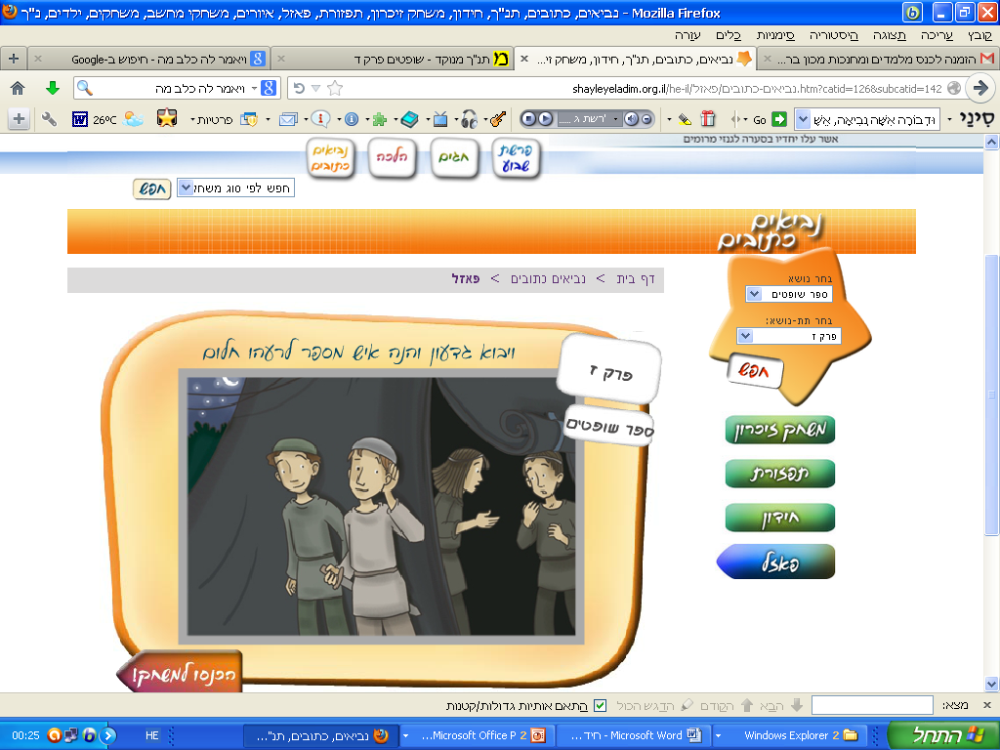 נביאים, כתובים, תנ"ך, חידון, משחק זיכרון, תפזורת, פאזל, איורים, משחקי מחשב, משחקים, ילדים, נ"ך - Mozilla Firefox
קובץ עריכה תצוגה היסטוריה סימניות כלים עזרה
הזמנה לכנס מלמדים ומחנכות מכון בר...
נביאים, כתובים, תנ"ך, חידון, משחק זי...
תנ"ך מנוקד - שופטים פרק ד
ויאמר לה כלב מה - חיפוש ב-Google
shayleyeladim.org.il/he-il/נביאים-כתובים/פאזל.htm?catid=126&subcatid=142
ויאמר לה כלב מה
סִינַי
וּדְבוֹרָה אִשָּׁה נְבִיאָה, אֵשֶׁ
Go
רשת ג'
פרטיות
26°C
אשר עלו יחדיו בסערה לגנזי מרומים
פרשת שבוע
חגים
הלכה
נביאים כתובים
חפש לפי סוג משחק
חפש
נביאים
כתובים
דף בית > נביאים כתובים > פאזל
בחר נושא
ספר שופטים
בחר תת-נושא:
פרק ז
חפש
ויבוא גדעון והנה איש מספר לרעהו חלום
פרק ז
ספר שופטים
משחק זיכרון
תפזורת
חידון
פאזל
הכנסו למשחק!
מצא:
הבא
הקודם
הדגש הכול
התאם אותיות גדולות/קטנות
התחל
Windows Explorer 2
חיד... - Microsoft Word
Microsoft Office P 2...
נביאים, כתובים, תנ"...
HE
00:25